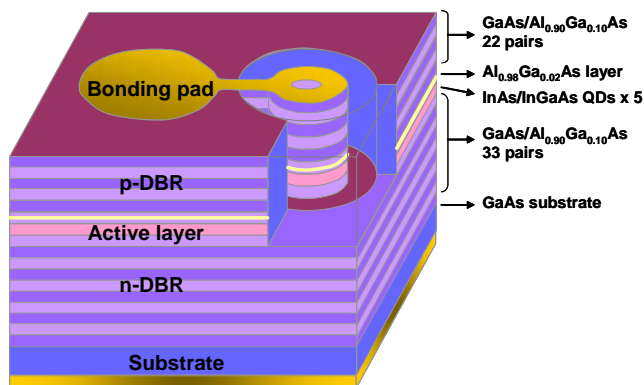 GaAs/Al0.90Ga0.10As
22 pairs
Bonding pad
Al0.98Ga0.02As layer
InAs/InGaAs QDs x 5
GaAs/Al0.90Ga0.10As
33 pairs
p-DBR
GaAs substrate
Active layer
n-DBR
Substrate